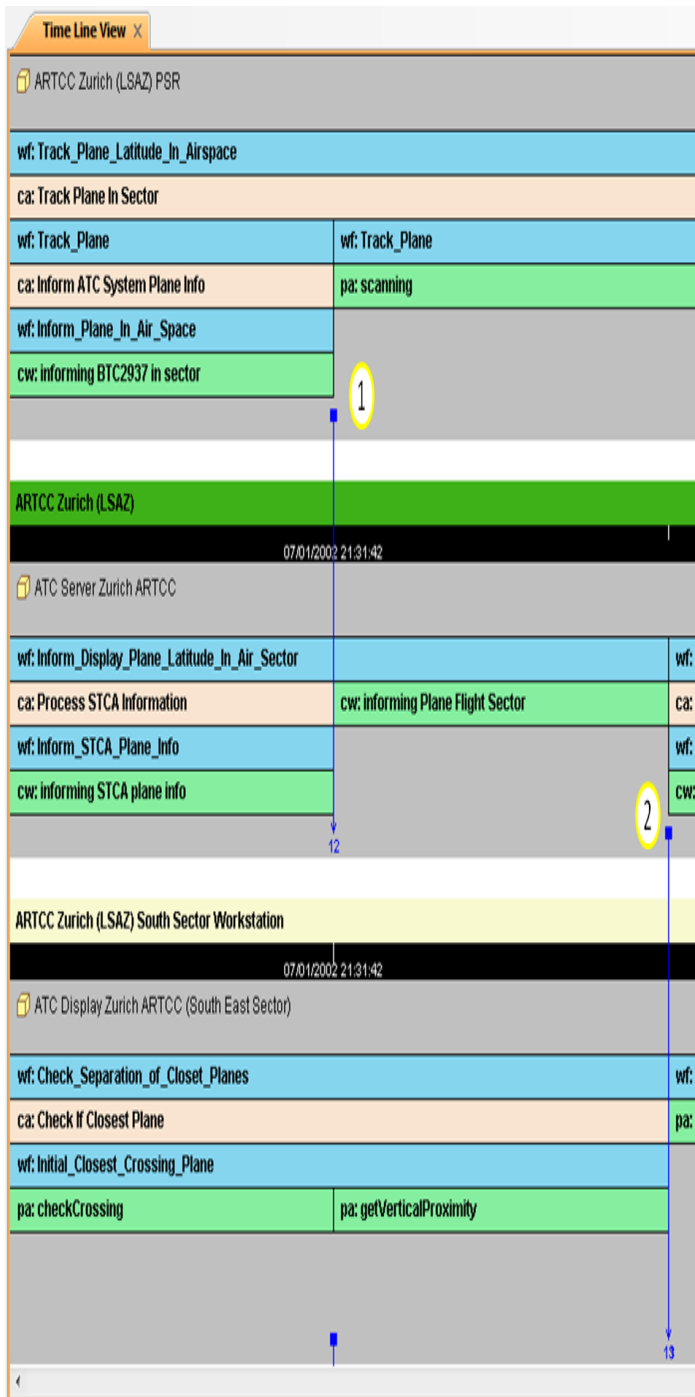 Time Line View
ARTCC Zurich (LSAZ) PSR
wf: Track_Plane_Latitude_In_Airspace
ca: Track Plane In Sector
wf: Track_Plane wf: Track_Plane
ca: Inform ATC System Plane Info pa: scanning
wf: Inform_Plane_In_Air_Space
cw: informing BTC2937 in sector
1
ARTCC Zurich (LSAZ)
07/01/2002 21:31:42
ATC Server Zurich ARTCC
wf: Inform_Display_Plane_Latitude_In_Air_Sector wf:
ca: Process STCA Information cw: informing Plane Flight Sector ca:
wf: Inform_STCA_Plane_Info wf:
cw: informing STCA plane info cw:
2
12
ARTCC Zurich (LSAZ) South Sector Workstation
07/01/2002 21:31:42
ATC Display Zurich ARTCC (South East Sector)
wf: Check_Separation_of_Closet_Planes wf:
ca: Check If Closest Plane pa:
wf: Initial_Closest_Crossing_Plane
pa: checkCrossing pa: getVerticalProximity
13